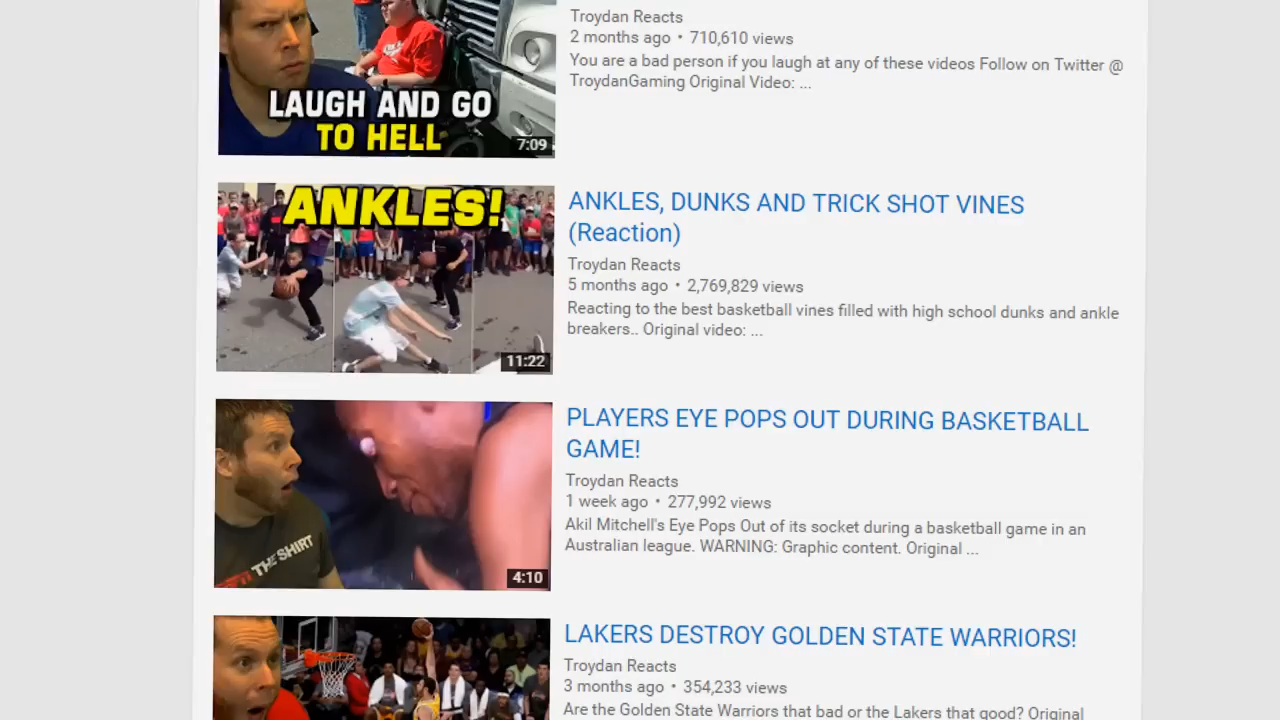 Troydan Reacts
2 months ago • 710,610 views
You are a bad person if you laugh at any of these videos Follow on Twitter @
TroydanGaming Original Video: ...
LAUGH AND GO
TO HELL
7:09
ANKLES!
11:22
ANKLES, DUNKS AND TRICK SHOT VINES
(Reaction)
Troydan Reacts
5 months ago • 2,769,829 views
Reacting to the best basketball vines filled with high school dunks and ankle
breakers.. Original video: ...
THE SHIRT
4:10
PLAYERS EYE POPS OUT DURING BASKETBALL
GAME!
Troydan Reacts
1 week ago • 277,992 views
Akil Mitchell's Eye Pops Out of its socket during a basketball game in an
Australian league. WARNING: Graphic content. Original ...
LAKERS DESTROY GOLDEN STATE WARRIORS!
Troydan Reacts
3 months ago • 354,233 views
Are the Golden State Warriors that bad or the Lakers that good? Original